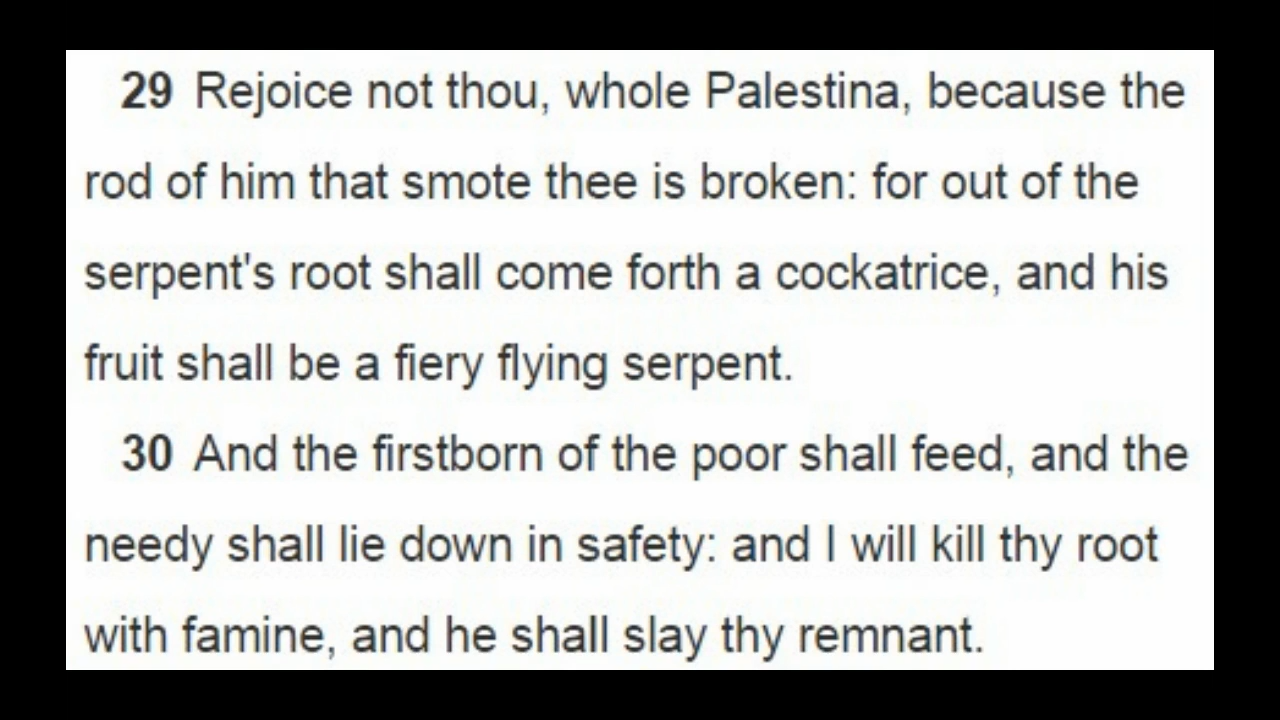 29 Rejoice not thou, whole Palestina, because the
rod of him that smote thee is broken: for out of the
serpent's root shall come forth a cockatrice, and his
fruit shall be a fiery flying serpent.
30 And the firstborn of the poor shall feed, and the
needy shall lie down in safety: and I will kill thy root
with famine, and he shall slay thy remnant.